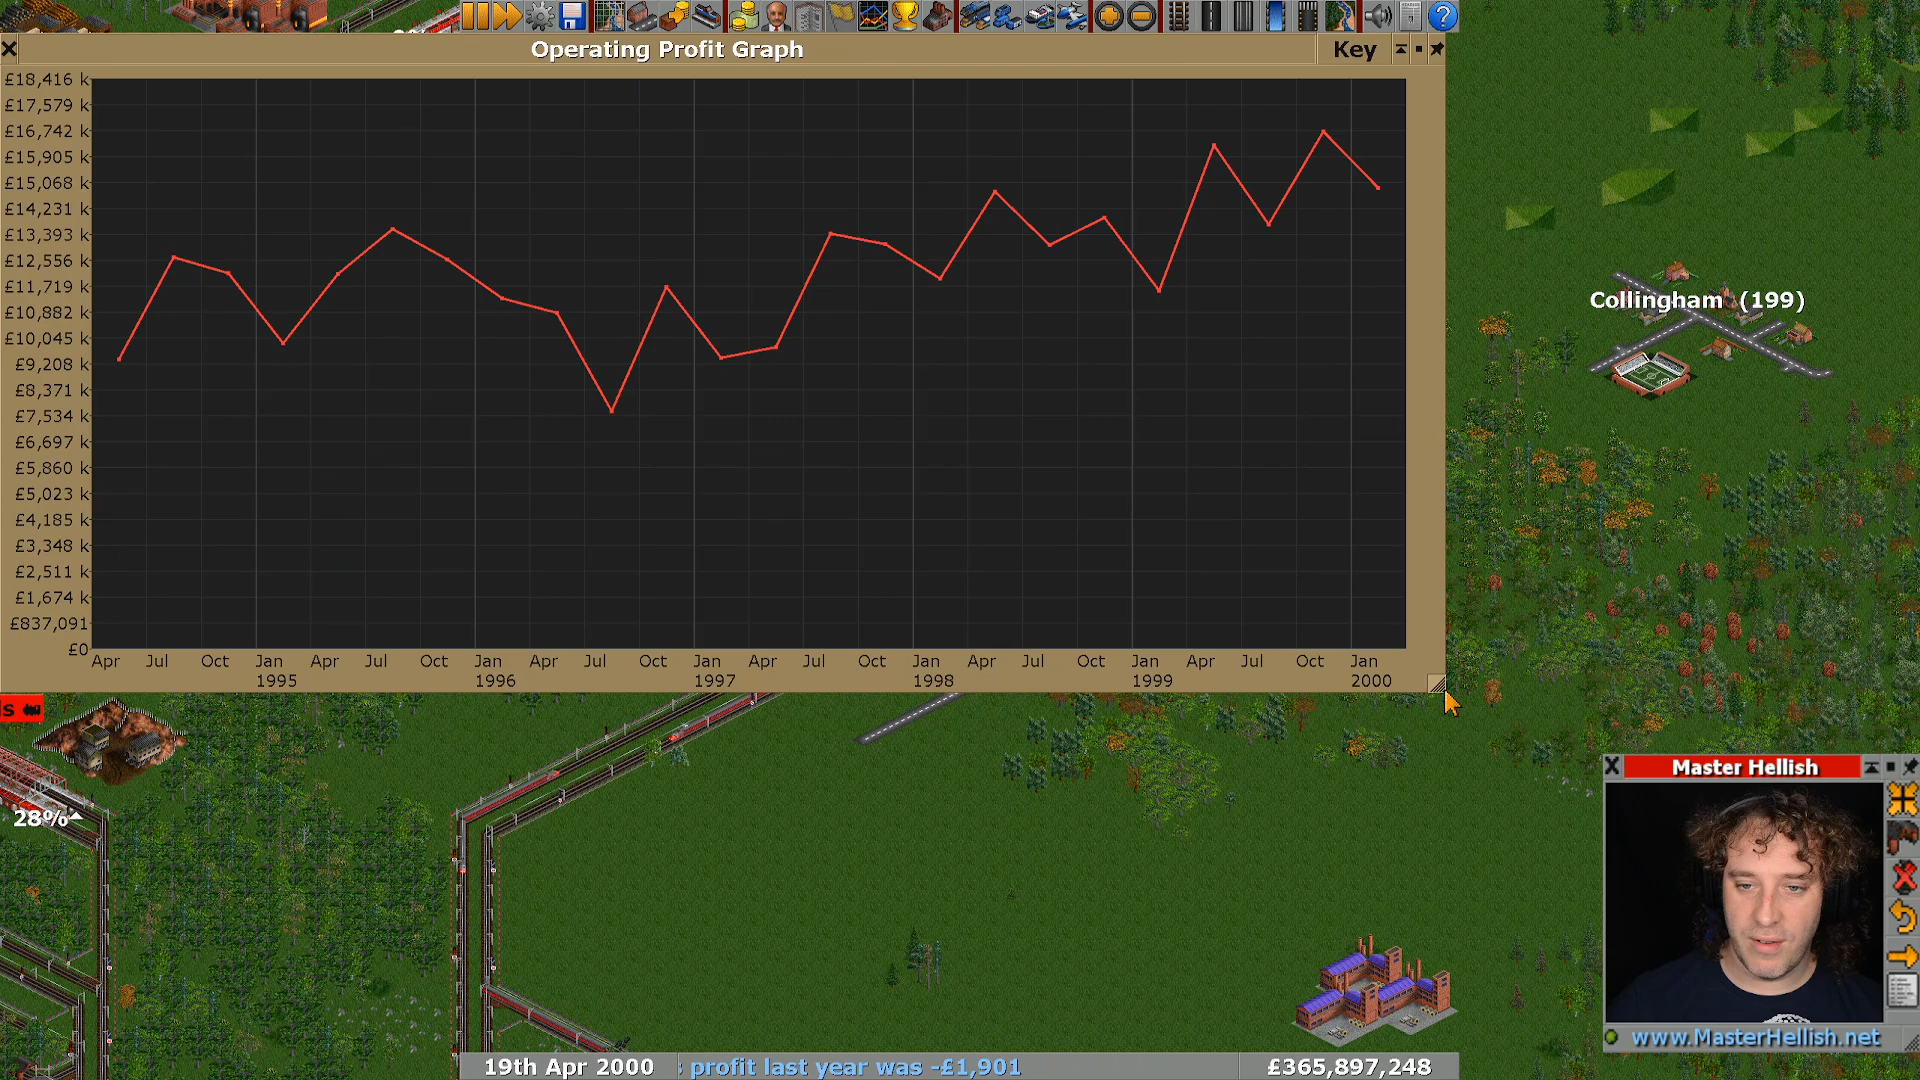 Operating Profit Graph
Key
£18,416 k
£17,579 k
£16,742 k
£15,905 k
£15,068 k
£14,231 k
£13,393 k
£12,556 k
£11,719 k
£10,882 k
£10,045 k
£9,208 k
£8,371 k
£7,534 k
£6,697 k
£5,860 k
£5,023 k
£4,185 k
£3,348 k
£2,511 k
£1,674 k
£837,091
£0
Apr Jul Oct Jan Apr Jul Oct Jan Apr Jul Oct Jan Apr Jul Oct Jan Apr Jul Oct Jan Apr Jul Oct Jan
1995 1996 1997 1998 1999 2000
Collingham (199)
ls
28%
Master Hellish
www.MasterHellish.net
19th Apr 2000
: profit last year was -£1,901
£365,897,248